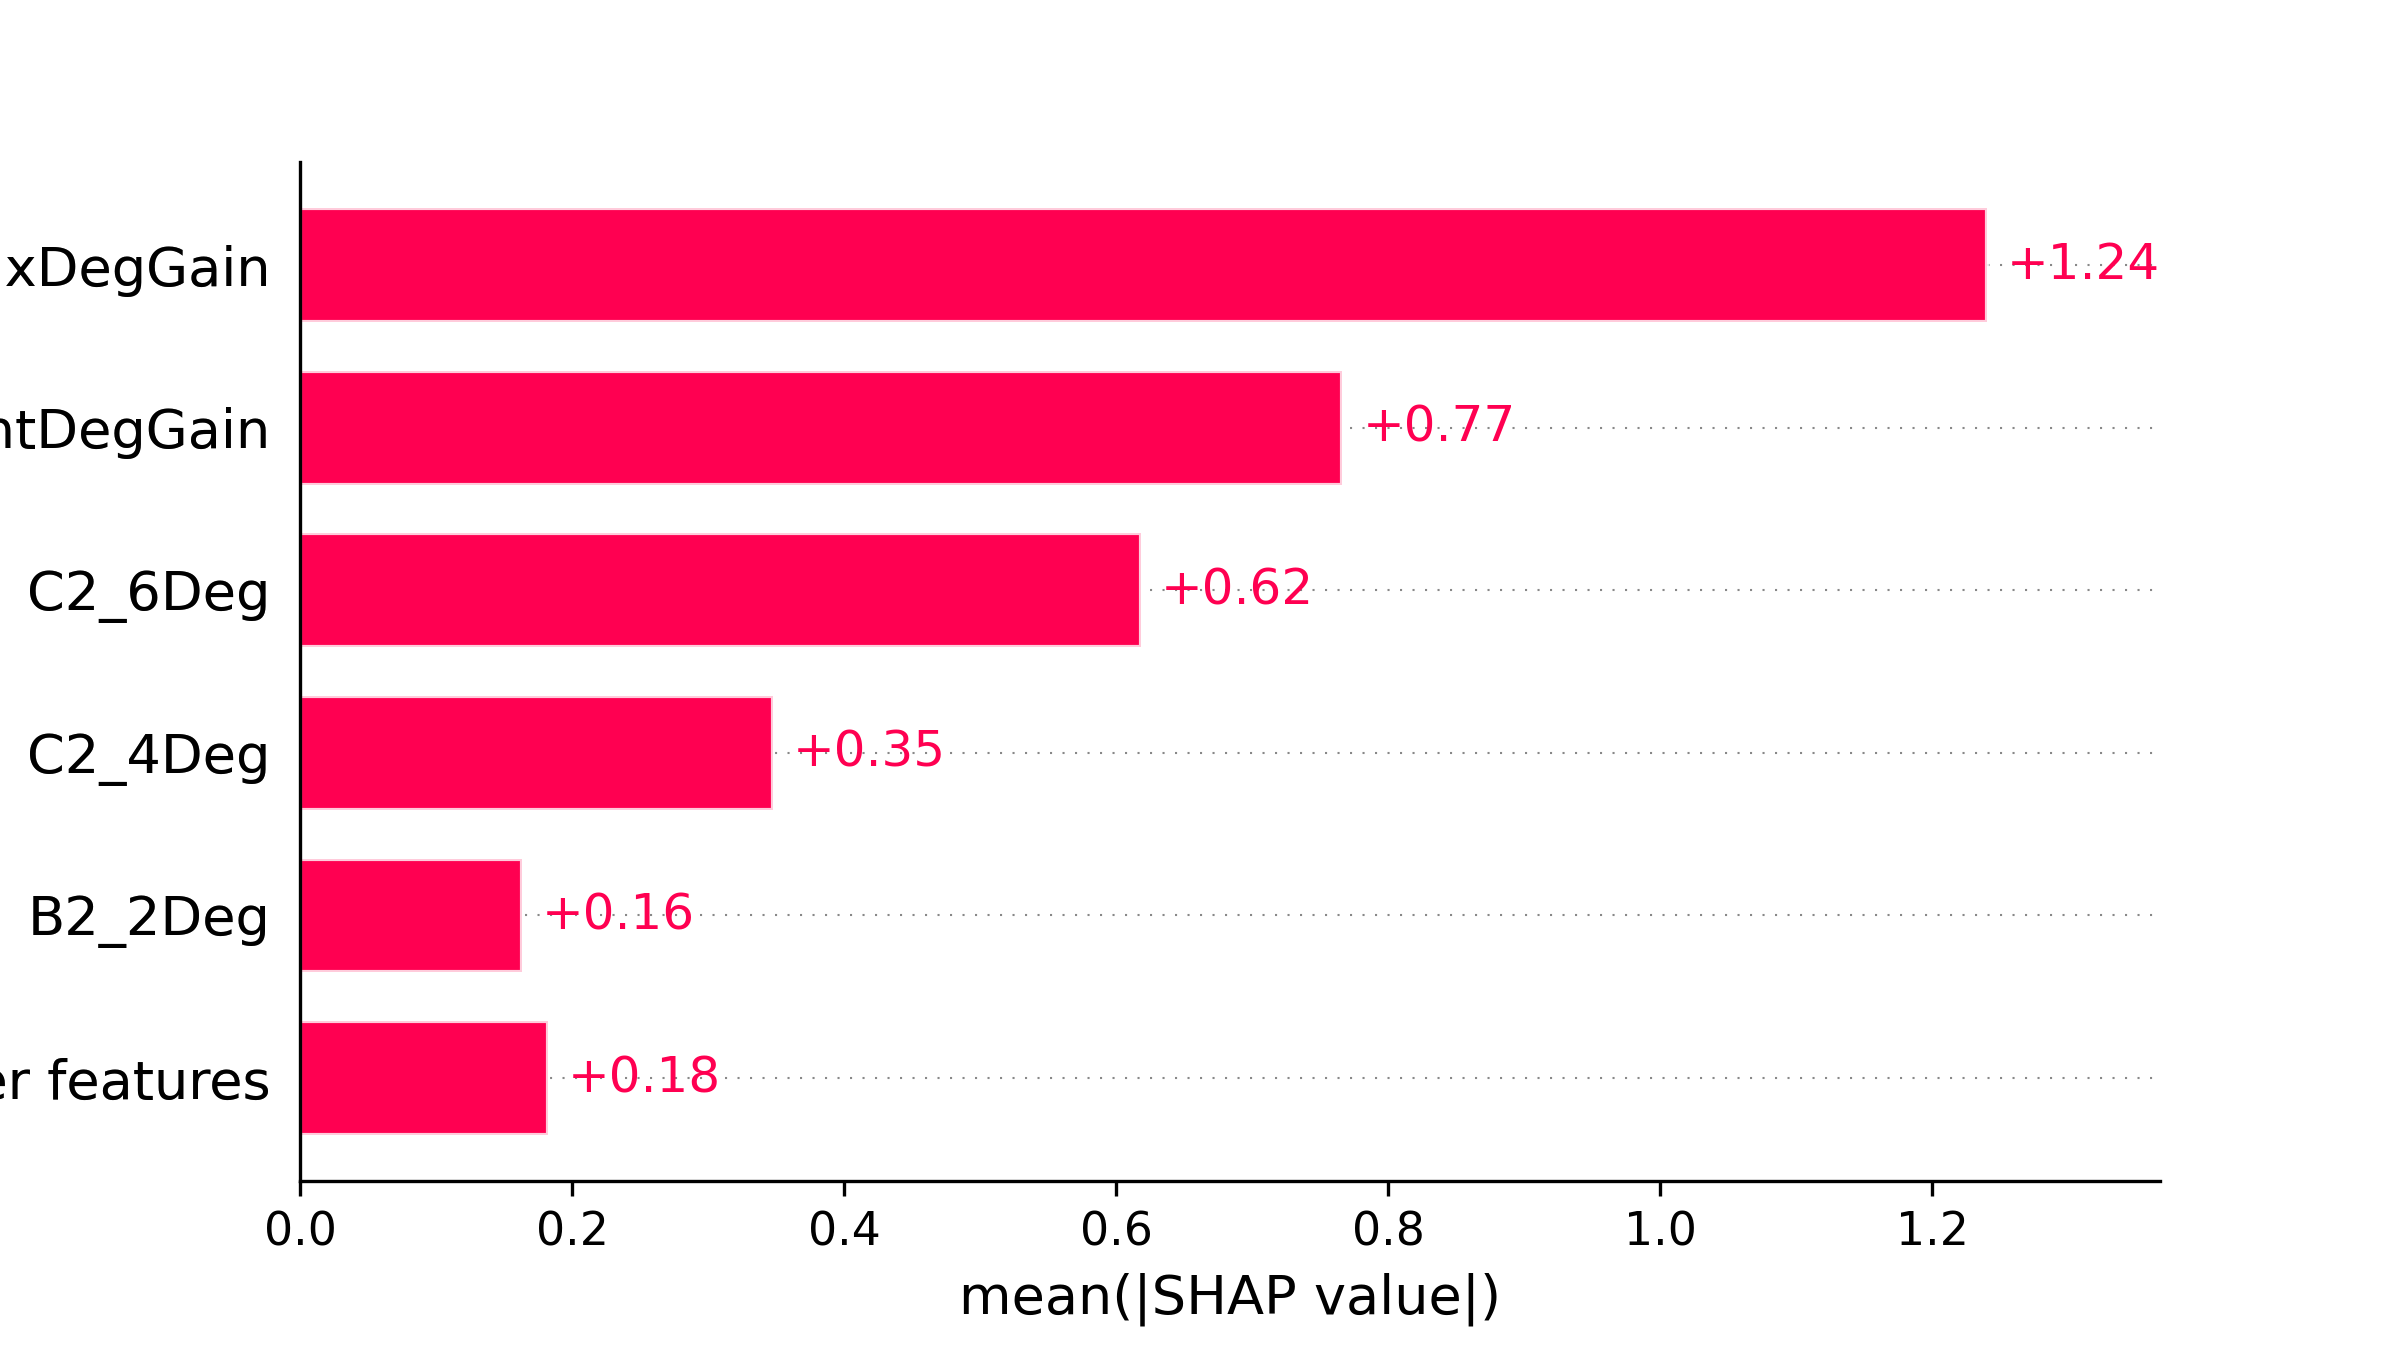 xDegGain
+1.24
ntDegGain
+0.77
C2_6Deg
+0.62
C2_4Deg
+0.35
B2_2Deg
+0.16
er features
+0.18
0.0 0.2 0.4 0.6 0.8 1.0 1.2
mean(|SHAP value|)